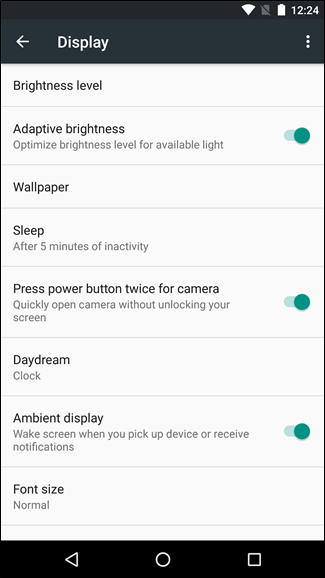 12:24
Display
Brightness level
Adaptive brightness
Optimize brightness level for available light
Wallpaper
Sleep
After 5 minutes of inactivity
Press power button twice for camera
Quickly open camera without unlocking your
screen
Daydream
Clock
Ambient display
Wake screen when you pick up device or receive
notifications
Font size
Normal